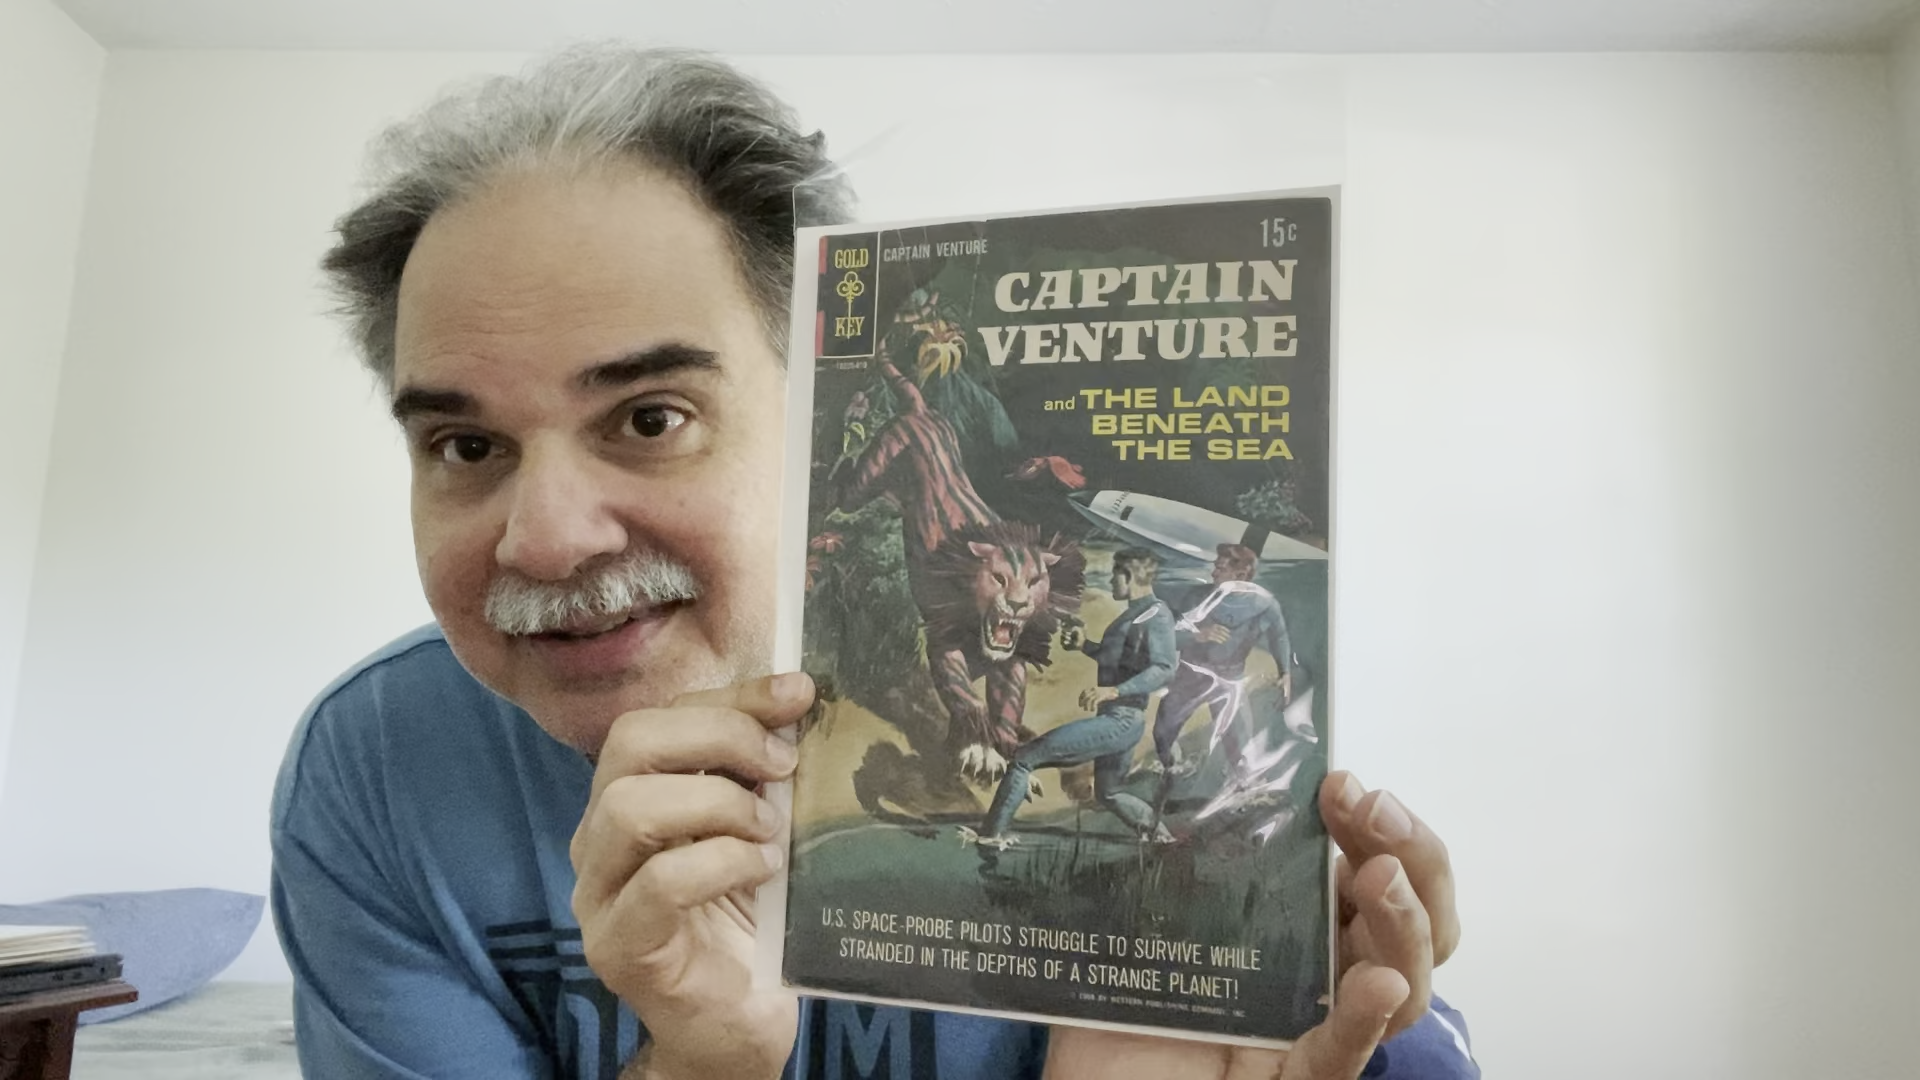 GOLD
KEY
CAPTAIN VENTURE
15c
CAPTAIN
VENTURE
and THE LAND
BENEATH
THE SEA
U.S. SPACE-PROBE PILOTS STRUGGLE TO SURVIVE WHILE
STRANDED IN THE DEPTHS OF A STRANGE PLANET!